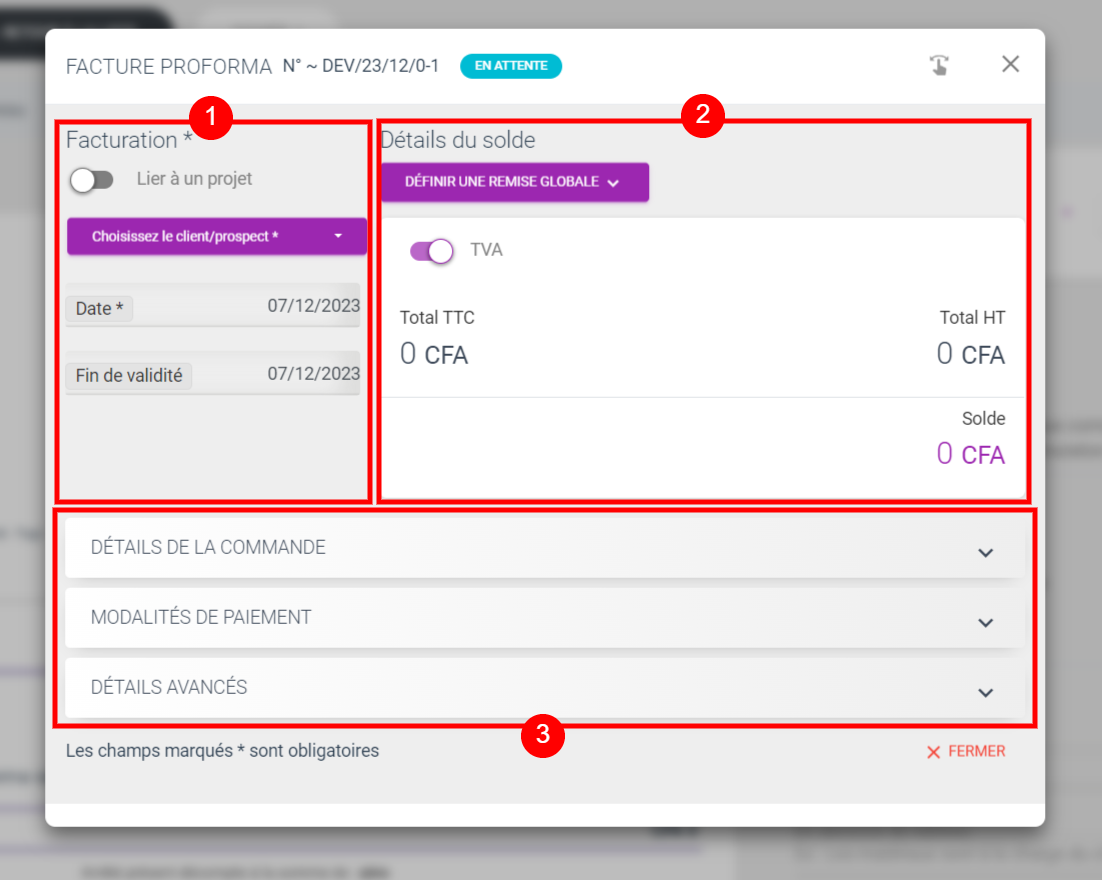 FACTURE PROFORMA N° ~ DEV/23/12/0-1 EN ATTENTE
1
2
Facturation *
Lier à un projet
Choisissez le client/prospect *
Date * 07/12/2023
Fin de validité 07/12/2023
Détails du solde
DÉFINIR UNE REMISE GLOBALE
TVA
Total TTC Total HT
0 CFA 0 CFA
Solde
0 CFA
DÉTAILS DE LA COMMANDE
MODALITÉS DE PAIEMENT
DÉTAILS AVANCÉS
3
Les champs marqués * sont obligatoires FERMER